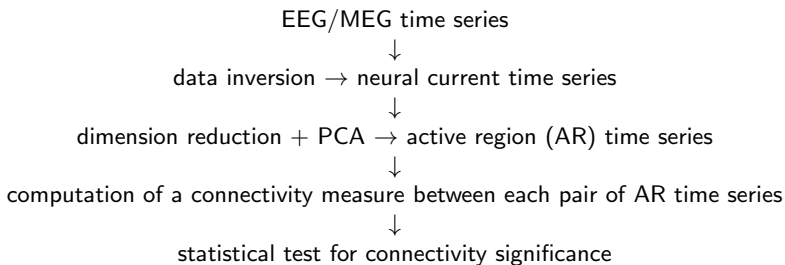 EEG/MEG time series
↓
data inversion → neural current time series
↓
dimension reduction + PCA → active region (AR) time series
↓
computation of a connectivity measure between each pair of AR time series
↓
statistical test for connectivity significance